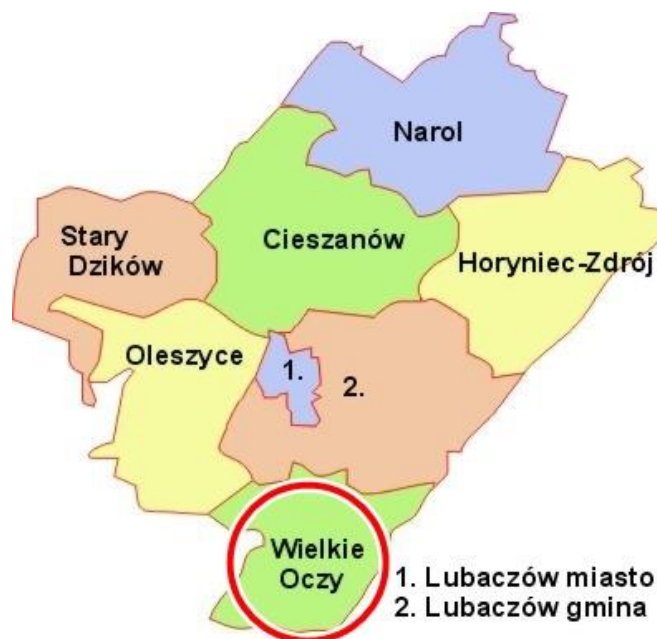 Narol
Stary
Dzików
Cieszanów
Horyniec-Zdrój
Oleszyce
1.
2.
Wielkie
Oczy
1. Lubaczów miasto
2. Lubaczów gmina